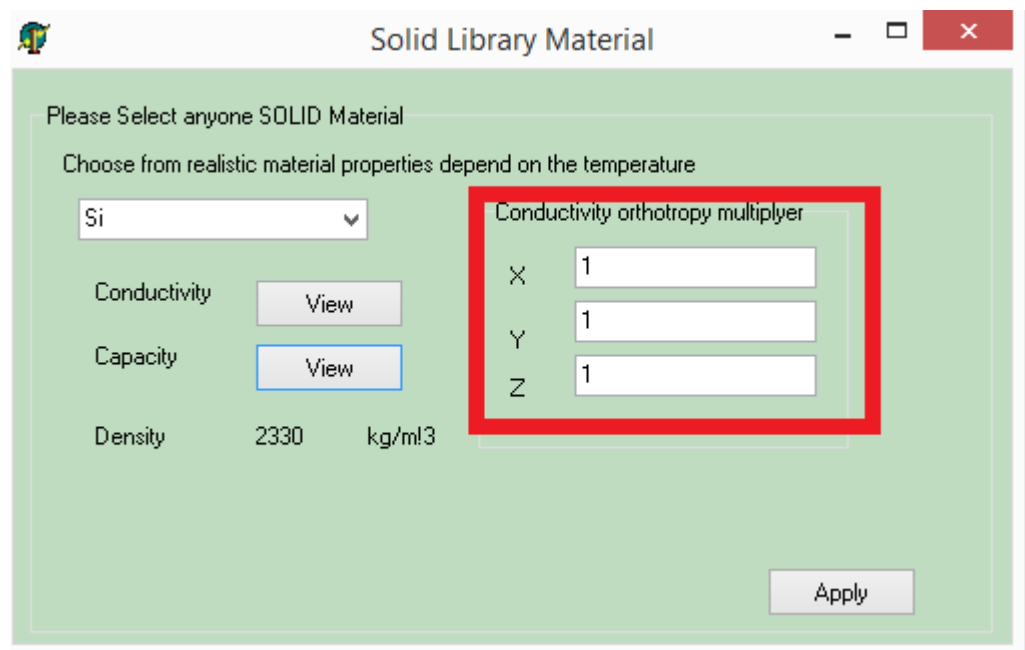 Solid Library Material
Please Select anyone SOLID Material
Choose from realistic material properties depend on the temperature
Si
Conductivity orthotropy multiplyer
X 1
Conductivity View
Y 1
Capacity View
Z 1
Density 2330 kg/m!3
Apply